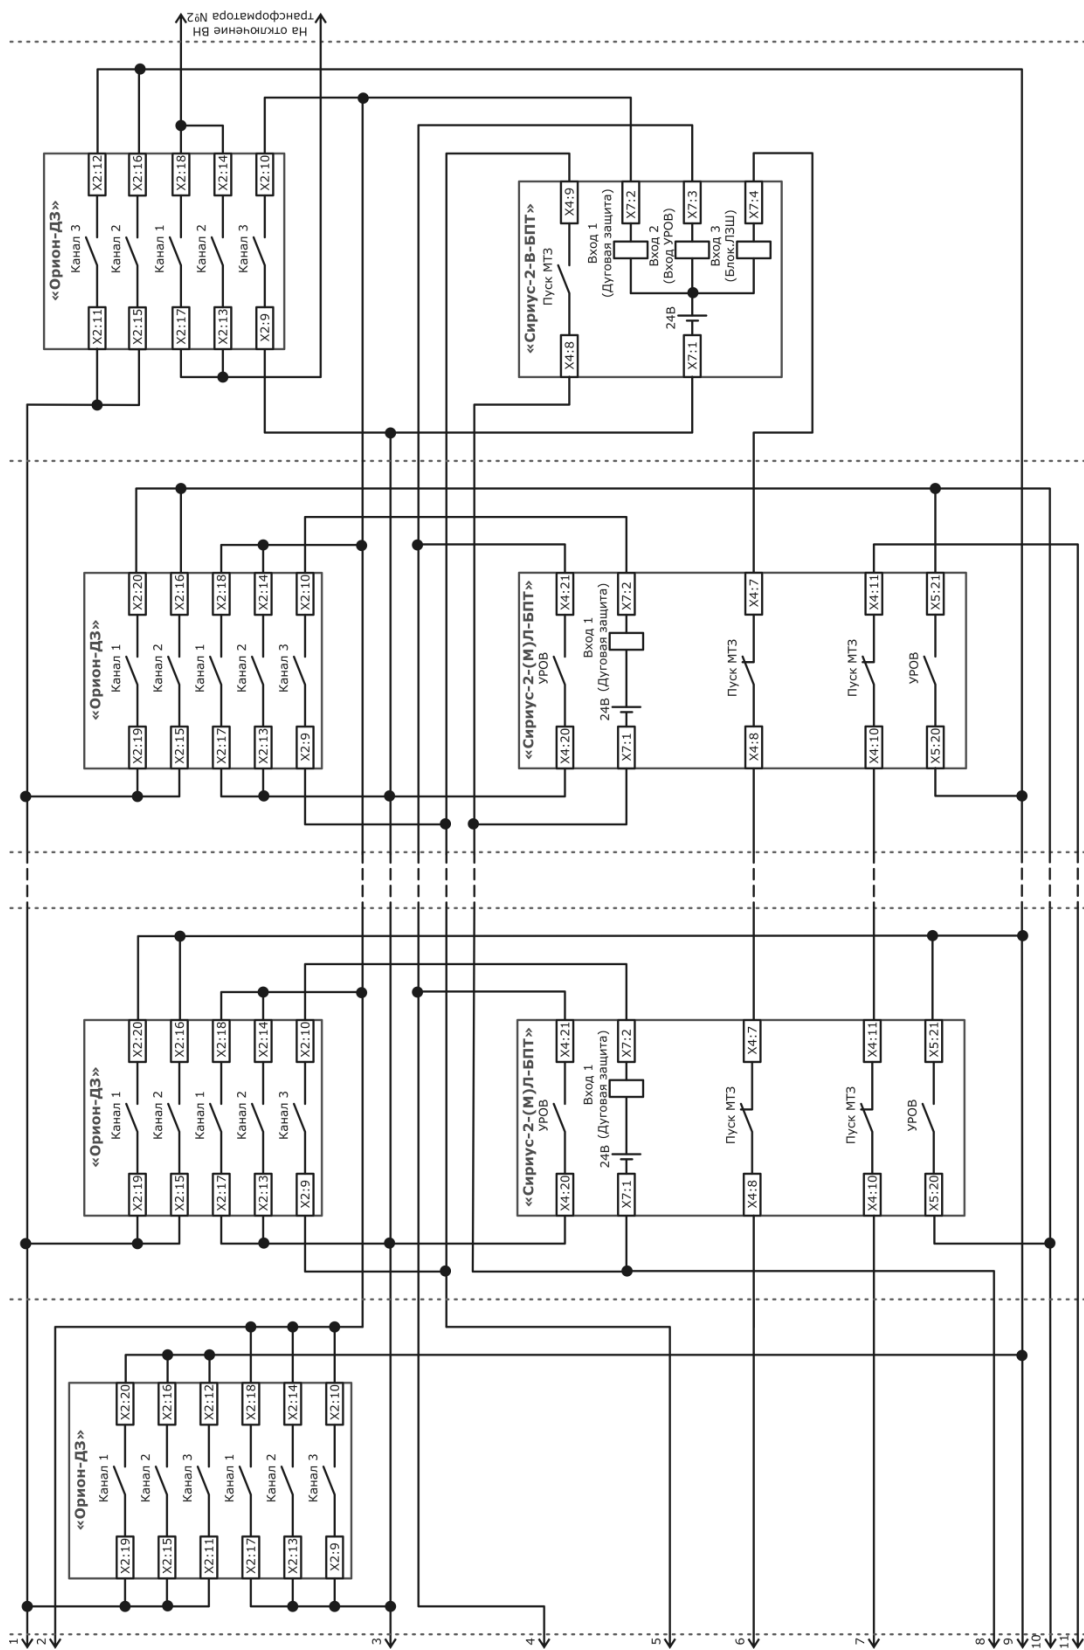 На отключение ВН
трансформатора №2
«Орион-ДЗ»
X2:12
X2:16
X2:18
X2:14
X2:10
Канал 3
Канал 2
Канал 1
Канал 2
Канал 3
X2:11
X2:15
X2:17
X2:13
X2:9
«Сириус-2-В-БПТ»
X4:9
X7:2
X7:3
X7:4
Пуск МТЗ
Вход 1
(Дуговая защита)
Вход 2
(Вход УРОВ)
Вход 3
(Блок.ЛЗШ)
24В
X4:8
X7:1
«Орион-ДЗ»
X2:20
X2:16
X2:18
X2:14
X2:10
Канал 1
Канал 2
Канал 1
Канал 2
Канал 3
X2:19
X2:15
X2:17
X2:13
X2:9
«Сириус-2-(М)Л-БПТ»
X4:21
X7:2
X4:7
X4:11
X5:21
УРОВ
Вход 1
24В (Дуговая защита)
Пуск МТЗ
Пуск МТЗ
УРОВ
X4:20
X7:1
X4:8
X4:10
X5:20
«Орион-ДЗ»
X2:20
X2:16
X2:18
X2:14
X2:10
Канал 1
Канал 2
Канал 1
Канал 2
Канал 3
X2:19
X2:15
X2:17
X2:13
X2:9
«Сириус-2-(М)Л-БПТ»
X4:21
X7:2
X4:7
X4:11
X5:21
УРОВ
Вход 1
24В (Дуговая защита)
Пуск МТЗ
Пуск МТЗ
УРОВ
X4:20
X7:1
X4:8
X4:10
X5:20
«Орион-ДЗ»
X2:20
X2:16
X2:12
X2:18
X2:14
X2:10
Канал 1
Канал 2
Канал 3
Канал 1
Канал 2
Канал 3
X2:19
X2:15
X2:11
X2:17
X2:13
X2:9
1
2
3
4
5
6
7
8
9
10
11